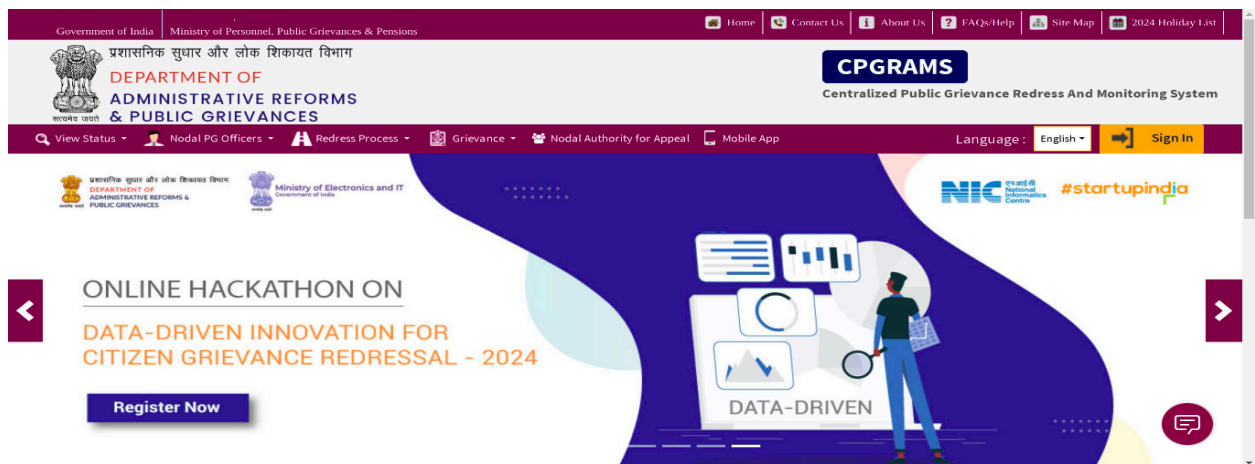 Government of India Ministry of Personnel, Public Grievances & Pensions
Home Contact Us About Us FAQs/Help Site Map 2024 Holiday List
प्रशासनिक सुधार और लोक शिकायत विभाग
DEPARTMENT OF
ADMINISTRATIVE REFORMS
& PUBLIC GRIEVANCES
सत्यमेव जयते
CPGRAMS
Centralized Public Grievance Redress And Monitoring System
View Status Nodal PG Officers Redress Process Grievance Nodal Authority for Appeal Mobile App Language : English Sign In
प्रशासनिक सुधार और लोक शिकायत विभाग
DEPARTMENT OF
ADMINISTRATIVE REFORMS &
PUBLIC GRIEVANCES
Ministry of Electronics and IT
Government of India
NIC
एन आई सी
National
Informatics
Centre
#startupindia
ONLINE HACKATHON ON
DATA-DRIVEN INNOVATION FOR
CITIZEN GRIEVANCE REDRESSAL - 2024
Register Now
DATA-DRIVEN